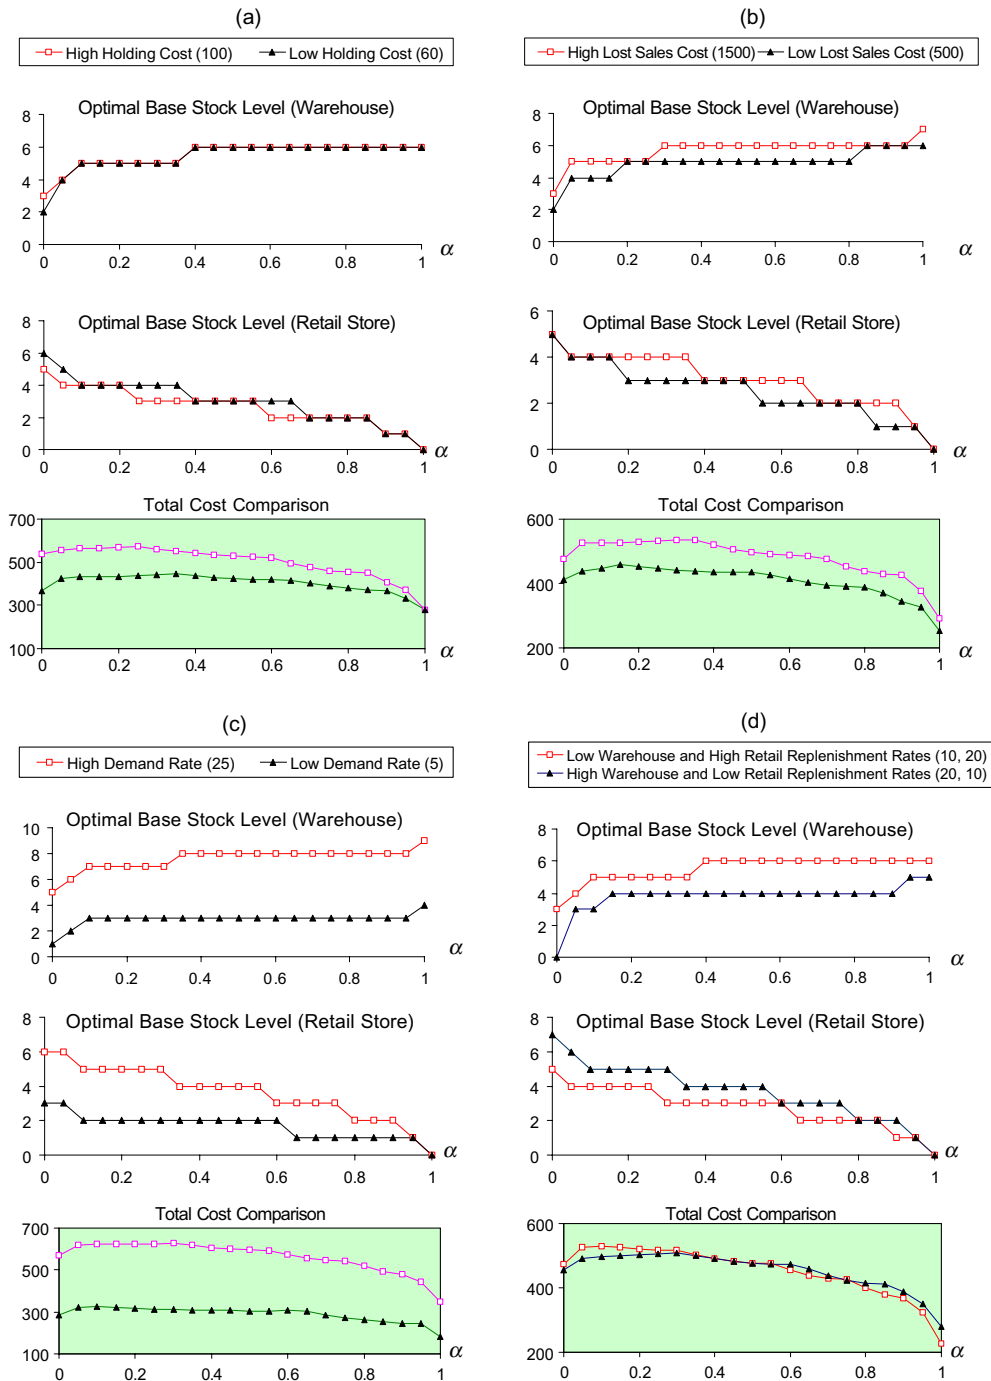 (a)
High Holding Cost (100) Low Holding Cost (60)
Optimal Base Stock Level (Warehouse)
8
6
4
2
0
0 0.2 0.4 0.6 0.8 1
α
Optimal Base Stock Level (Retail Store)
8
6
4
2
0
0 0.2 0.4 0.6 0.8 1
α
Total Cost Comparison
700
500
300
100
0 0.2 0.4 0.6 0.8 1
α
(b)
High Lost Sales Cost (1500) Low Lost Sales Cost (500)
Optimal Base Stock Level (Warehouse)
8
6
4
2
0
0 0.2 0.4 0.6 0.8 1
α
Optimal Base Stock Level (Retail Store)
6
4
2
0
0 0.2 0.4 0.6 0.8 1
α
Total Cost Comparison
600
400
200
0 0.2 0.4 0.6 0.8 1
α
(c)
High Demand Rate (25) Low Demand Rate (5)
Optimal Base Stock Level (Warehouse)
10
8
6
4
2
0
0 0.2 0.4 0.6 0.8 1
α
Optimal Base Stock Level (Retail Store)
8
6
4
2
0
0 0.2 0.4 0.6 0.8 1
α
Total Cost Comparison
700
500
300
100
0 0.2 0.4 0.6 0.8 1
(d)
Low Warehouse and High Retail Replenishment Rates (10, 20)
High Warehouse and Low Retail Replenishment Rates (20, 10)
Optimal Base Stock Level (Warehouse)
8
6
4
2
0
0 0.2 0.4 0.6 0.8 1
α
Optimal Base Stock Level (Retail Store)
8
6
4
2
0
0 0.2 0.4 0.6 0.8 1
α
Total Cost Comparison
600
400
200
0 0.2 0.4 0.6 0.8 1